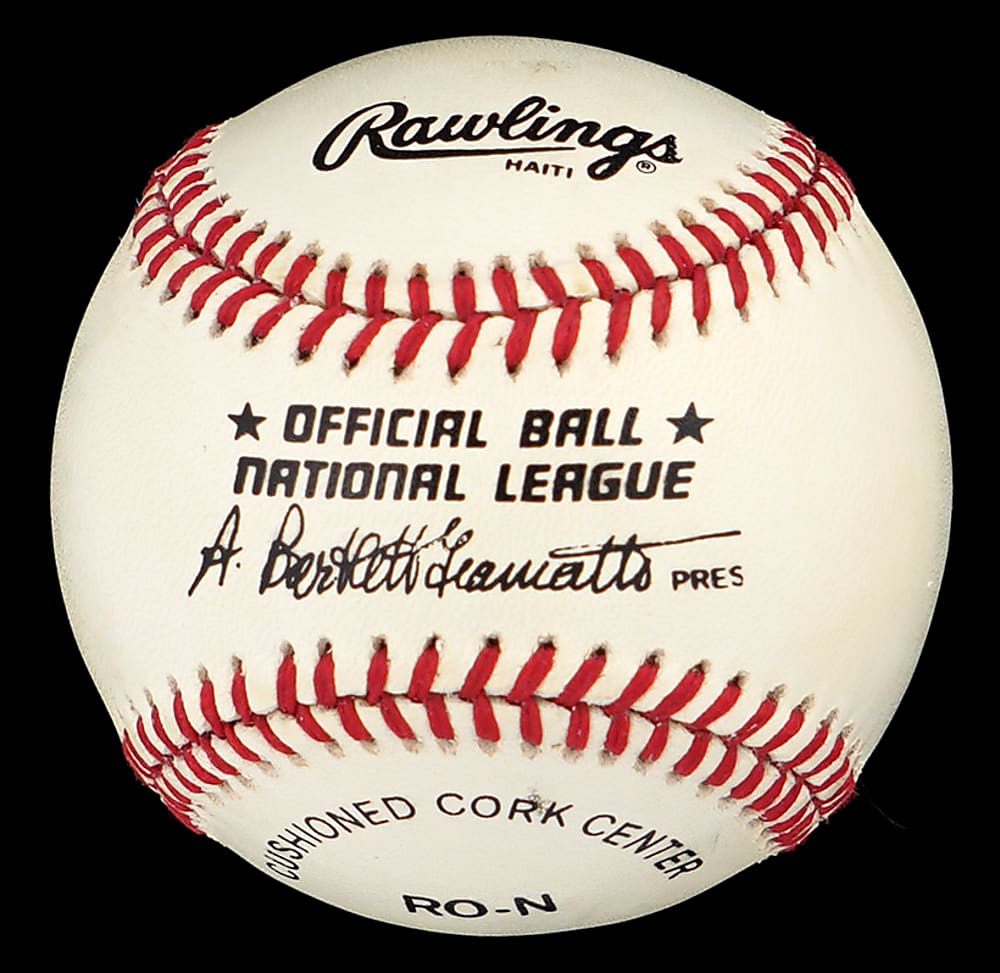 Rawlings
HAITI ®
★ OFFICIAL BALL ★
NATIONAL LEAGUE
A. Bartlett Giamatti PRES
CUSHIONED CORK CENTER
RO-N